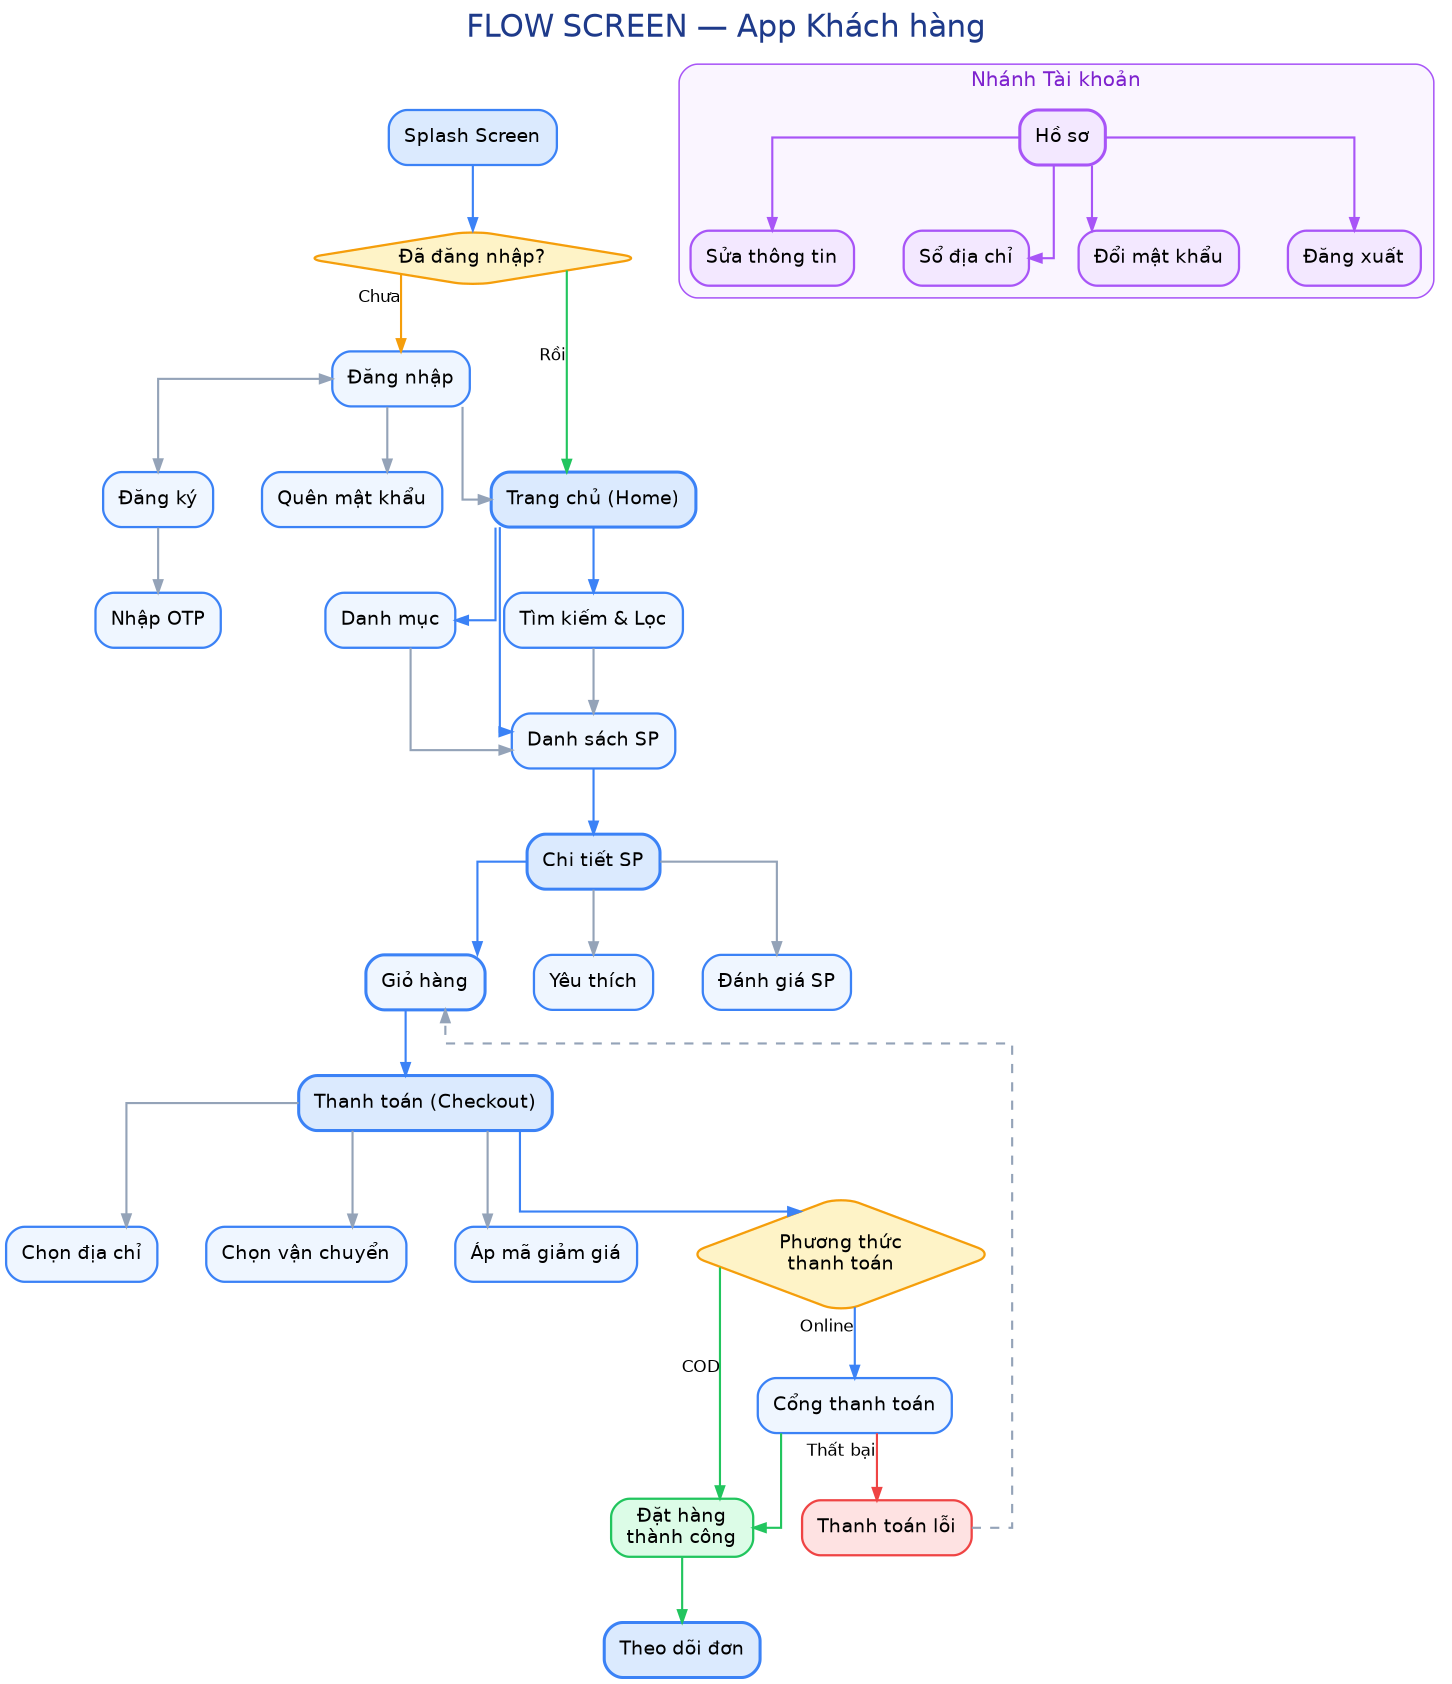 FLOW SCREEN — App Khách hàng
Nhánh Tài khoản
Splash Screen
Hồ sơ
Đã đăng nhập?
Sửa thông tin
Sổ địa chỉ
Đổi mật khẩu
Đăng xuất
Chưa
Rồi
Đăng nhập
Đăng ký
Quên mật khẩu
Trang chủ (Home)
Nhập OTP
Danh mục
Tìm kiếm & Lọc
Danh sách SP
Chi tiết SP
Giỏ hàng
Yêu thích
Đánh giá SP
Thanh toán (Checkout)
Chọn địa chỉ
Chọn vận chuyển
Áp mã giảm giá
Phương thức
thanh toán
Online
COD
Cổng thanh toán
Thất bại
Đặt hàng
thành công
Thanh toán lỗi
Theo dõi đơn